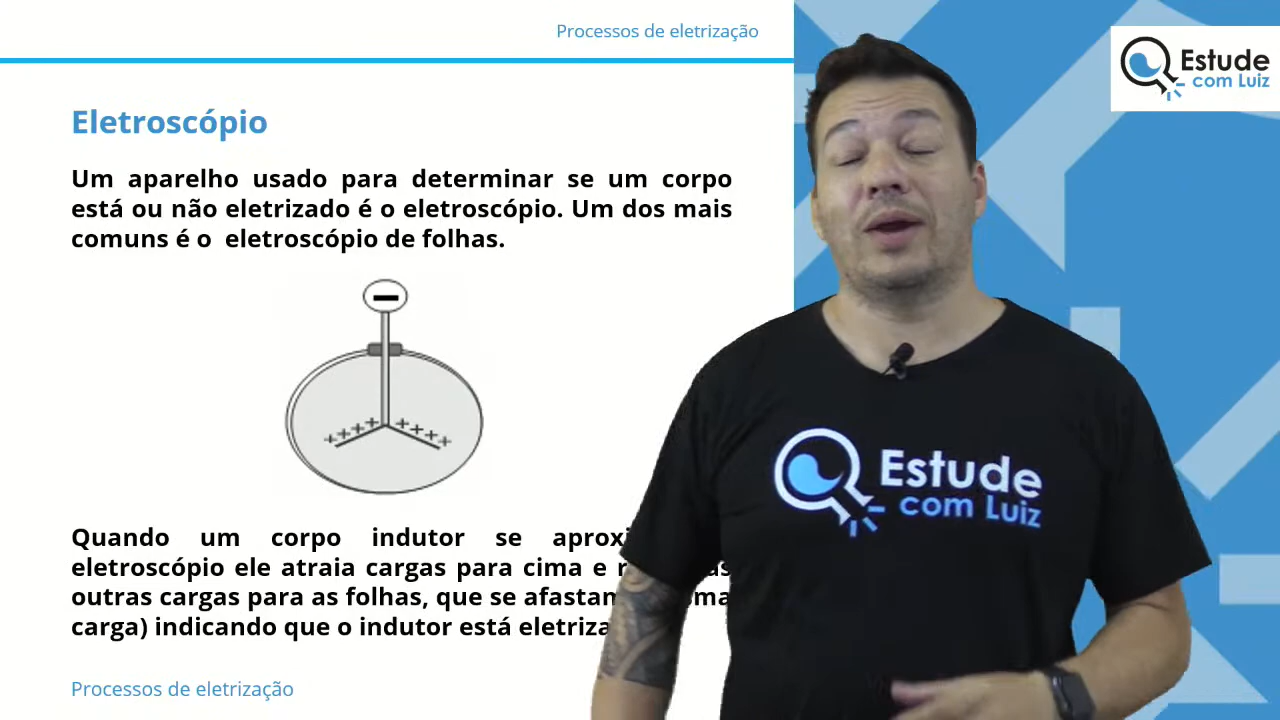 Processos de eletrização
Estude
com Luiz
Eletroscópio
Um aparelho usado para determinar se um corpo
está ou não eletrizado é o eletroscópio. Um dos mais
comuns é o eletroscópio de folhas.
Quando um corpo indutor se
eletroscópio ele atraia cargas para cima e
outras cargas para as folhas, que se
carga) indicando que o indutor está
Estude
com Luiz
Processos de eletrização